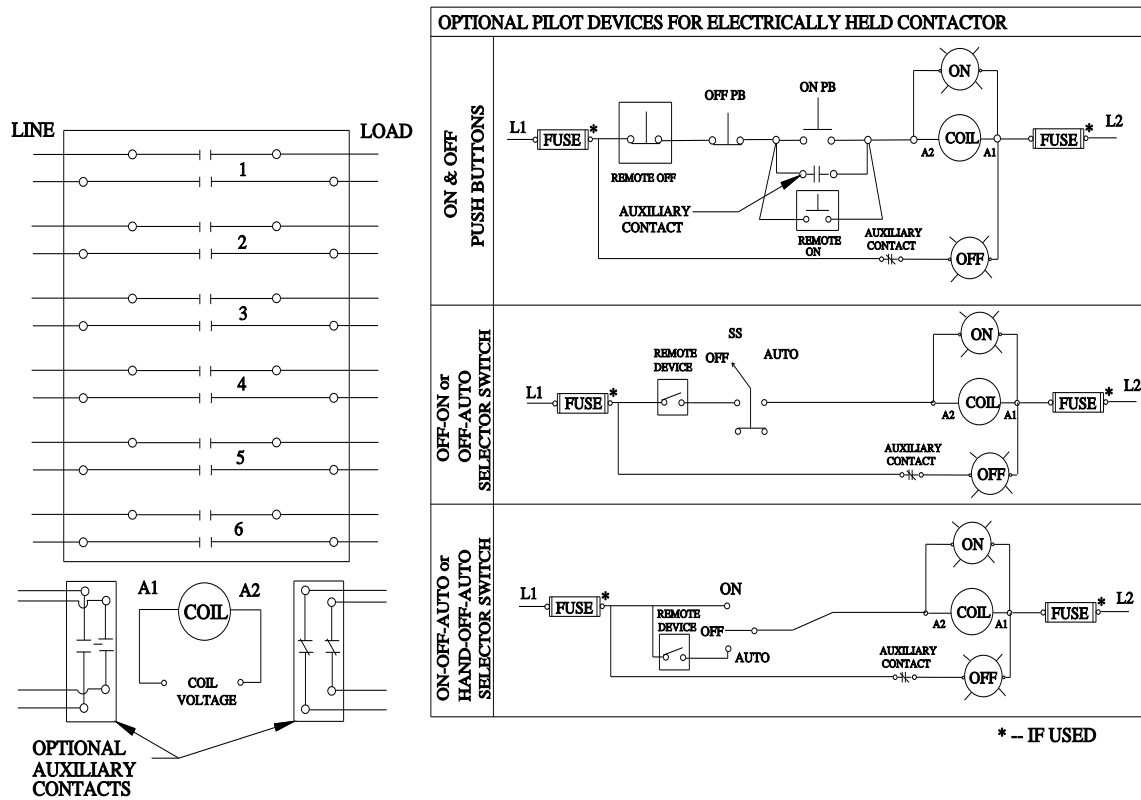 OPTIONAL PILOT DEVICES FOR ELECTRICALLY HELD CONTACTOR
LINE
LOAD
1
2
3
4
5
6
A1
A2
COIL
COIL
VOLTAGE
OPTIONAL
AUXILIARY
CONTACTS
ON & OFF
PUSH BUTTONS
L1
FUSE
*
REMOTE OFF
OFF PB
ON PB
AUXILIARY
CONTACT
REMOTE
ON
AUXILIARY
CONTACT
ON
A2
COIL
A1
OFF
FUSE
*
L2
OFF-ON or
OFF-AUTO
SELECTOR SWITCH
L1
FUSE
*
REMOTE
DEVICE
SS
OFF
AUTO
AUXILIARY
CONTACT
ON
A2
COIL
A1
OFF
FUSE
*
L2
ON-OFF-AUTO or
HAND-OFF-AUTO
SELECTOR SWITCH
L1
FUSE
*
REMOTE
DEVICE
ON
OFF
AUTO
AUXILIARY
CONTACT
ON
A2
COIL
A1
OFF
FUSE
*
L2
* -- IF USED